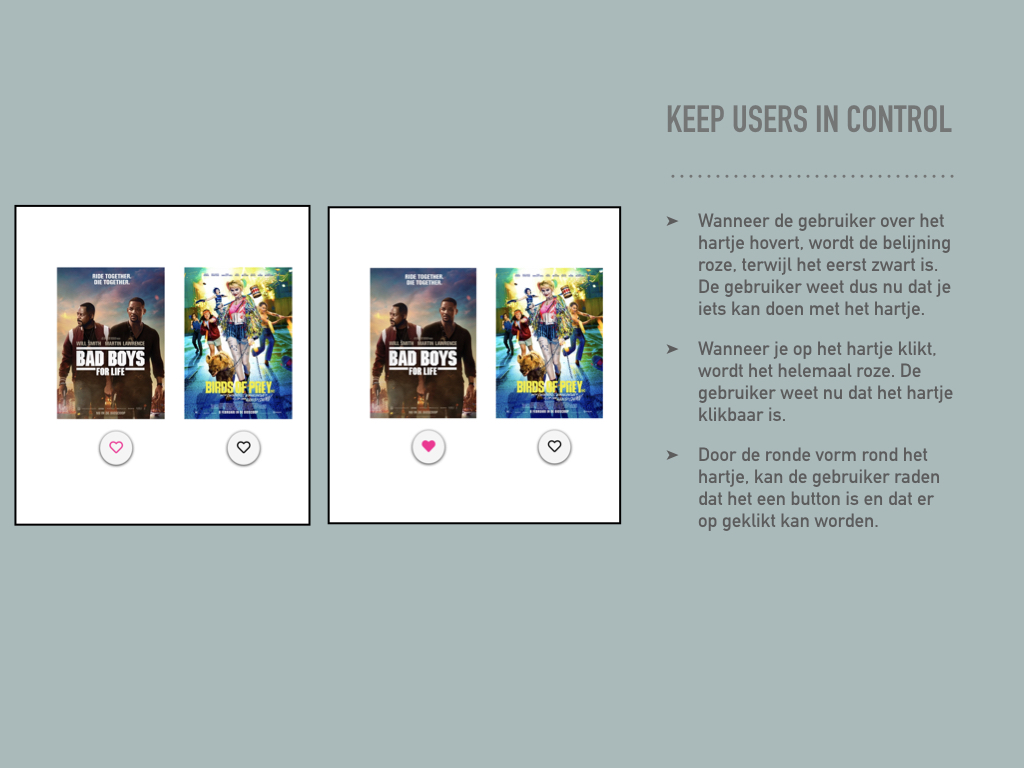 KEEP USERS IN CONTROL
➤ Wanneer de gebruiker over het
hartje hovert, wordt de belijning
roze, terwijl het eerst zwart is.
De gebruiker weet dus nu dat je
iets kan doen met het hartje.
➤ Wanneer je op het hartje klikt,
wordt het helemaal roze. De
gebruiker weet nu dat het hartje
klikbaar is.
➤ Door de ronde vorm rond het
hartje, kan de gebruiker raden
dat het een button is en dat er
op geklikt kan worden.
RIDE TOGETHER.
DIE TOGETHER.
WILL SMITH MARTIN LAWRENCE
BAD BOYS
FOR LIFE
BIRDS OF PREY
RIDE TOGETHER.
DIE TOGETHER.
WILL SMITH MARTIN LAWRENCE
BAD BOYS
FOR LIFE
BIRDS OF PREY